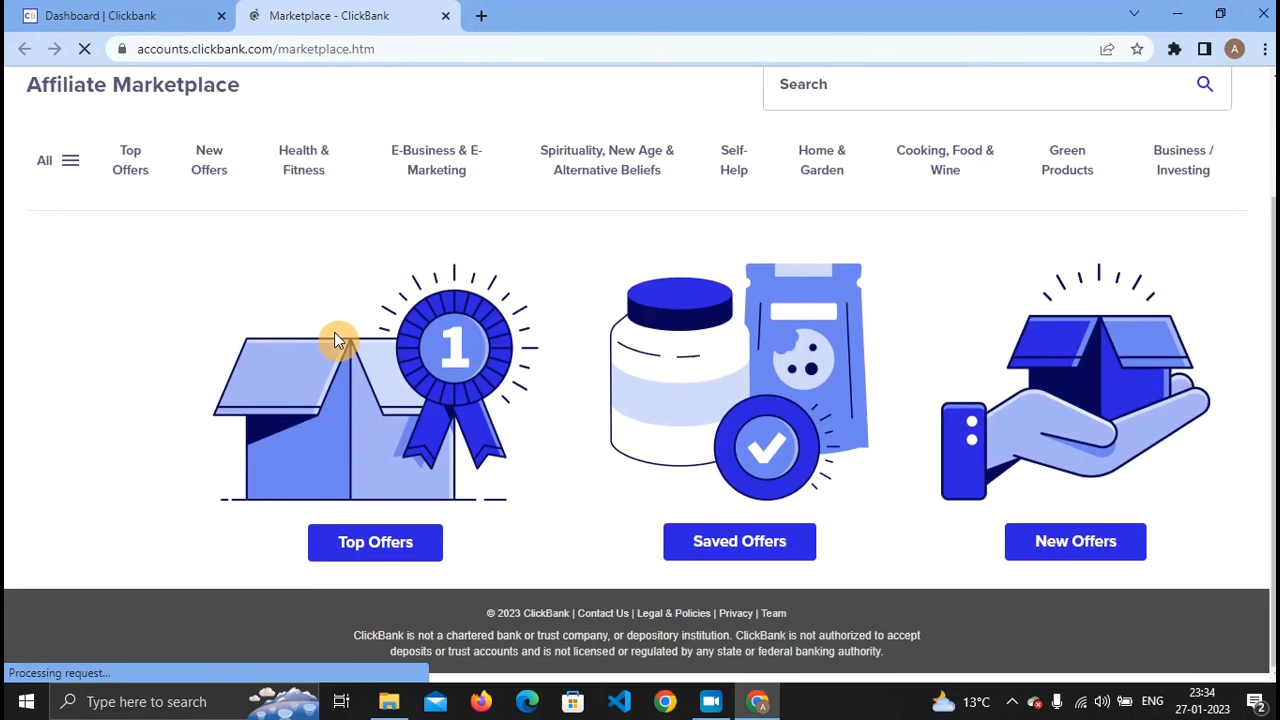 CB Dashboard | Clickbank
Marketplace - ClickBank
accounts.clickbank.com/marketplace.htm
A
Affiliate Marketplace
Search
All
Top Offers
New Offers
Health & Fitness
E-Business & E-Marketing
Spirituality, New Age & Alternative Beliefs
Self-Help
Home & Garden
Cooking, Food & Wine
Green Products
Business / Investing
1
Top Offers
Saved Offers
New Offers
© 2023 ClickBank | Contact Us | Legal & Policies | Privacy | Team
ClickBank is not a chartered bank or trust company, or depository institution. ClickBank is not authorized to accept
deposits or trust accounts and is not licensed or regulated by any state or federal banking authority.
Processing request...
Type here to search
A
13°C
ENG
23:34
27-01-2023
2